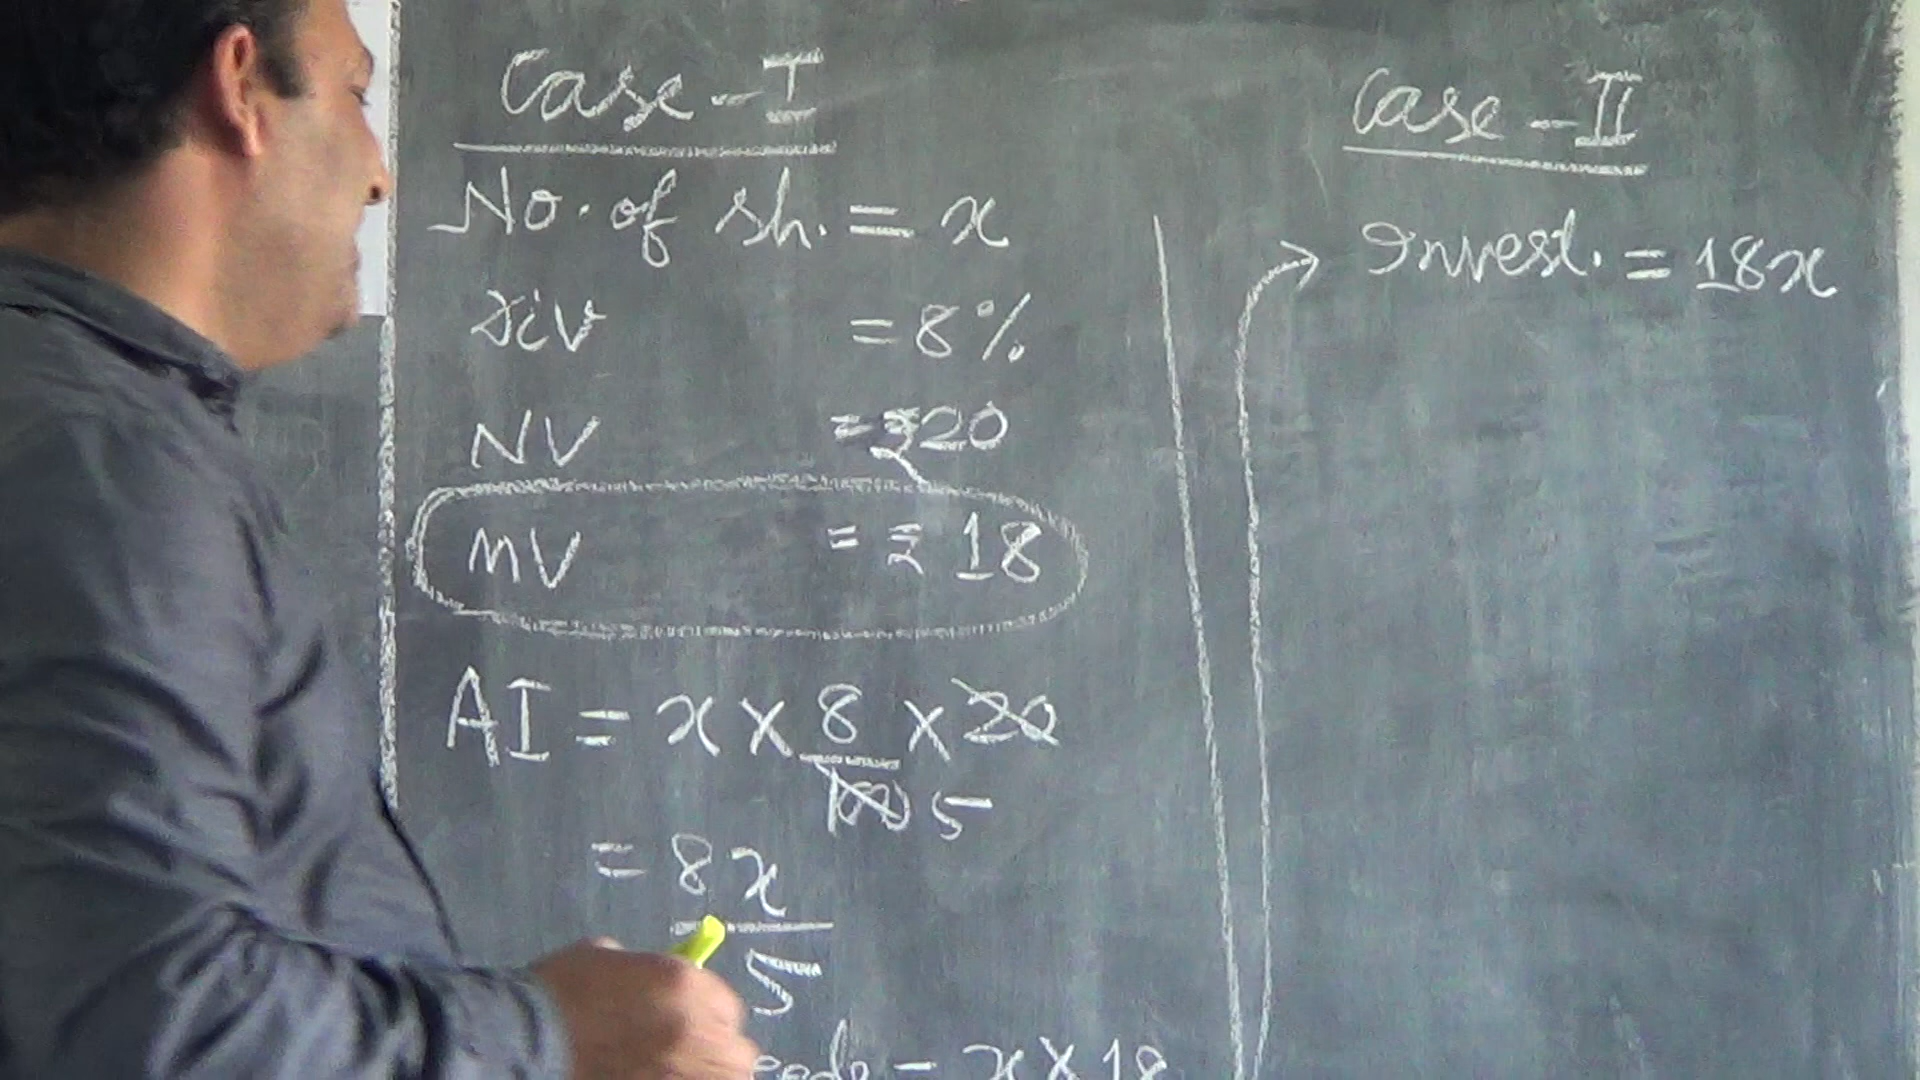 Case - I
No. of sh. = x
Div = 8%
NV = ₹20
MV = ₹ 18
AI = x × 8 × 20
100 5
= 8x
5
= x × 18
Case - II
Invest. = 18x